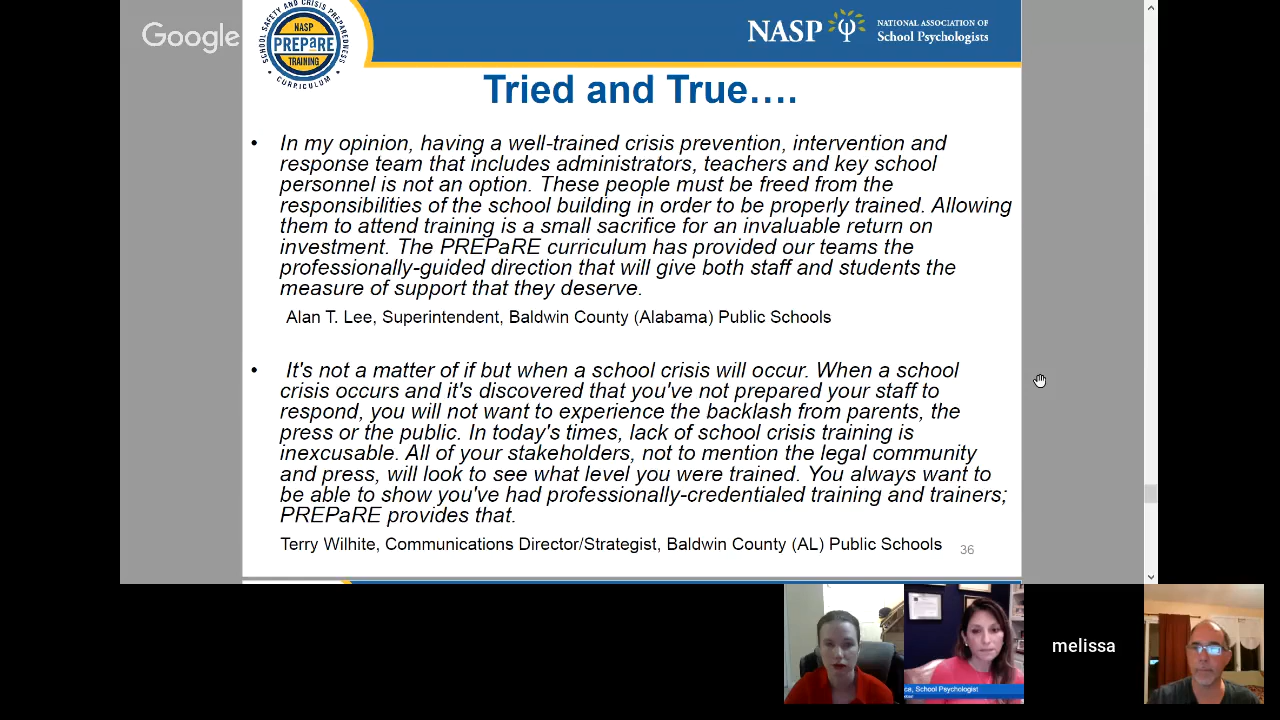 Google
SCHOOL SAFETY AND CRISIS PREPAREDNESS
NASP
PREPaRE
TRAINING
CURRICULUM
NASP
NATIONAL ASSOCIATION OF
School Psychologists
Tried and True….
• In my opinion, having a well-trained crisis prevention, intervention and
response team that includes administrators, teachers and key school
personnel is not an option. These people must be freed from the
responsibilities of the school building in order to be properly trained. Allowing
them to attend training is a small sacrifice for an invaluable return on
investment. The PREPaRE curriculum has provided our teams the
professionally-guided direction that will give both staff and students the
measure of support that they deserve.
Alan T. Lee, Superintendent, Baldwin County (Alabama) Public Schools
• It's not a matter of if but when a school crisis will occur. When a school
crisis occurs and it's discovered that you've not prepared your staff to
respond, you will not want to experience the backlash from parents, the
press or the public. In today's times, lack of school crisis training is
inexcusable. All of your stakeholders, not to mention the legal community
and press, will look to see what level you were trained. You always want to
be able to show you've had professionally-credentialed training and trainers;
PREPaRE provides that.
Terry Wilhite, Communications Director/Strategist, Baldwin County (AL) Public Schools
36
School Psychologist
melissa